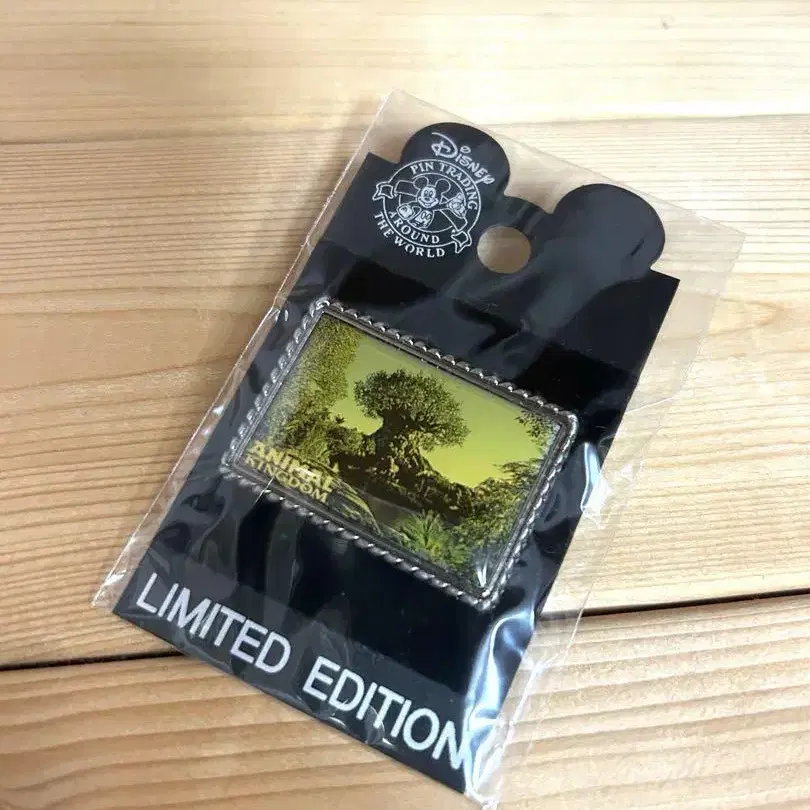 Disney
PIN TRADING
AROUND
THE WORLD
ANIMAL
KINGDOM
LIMITED EDITION